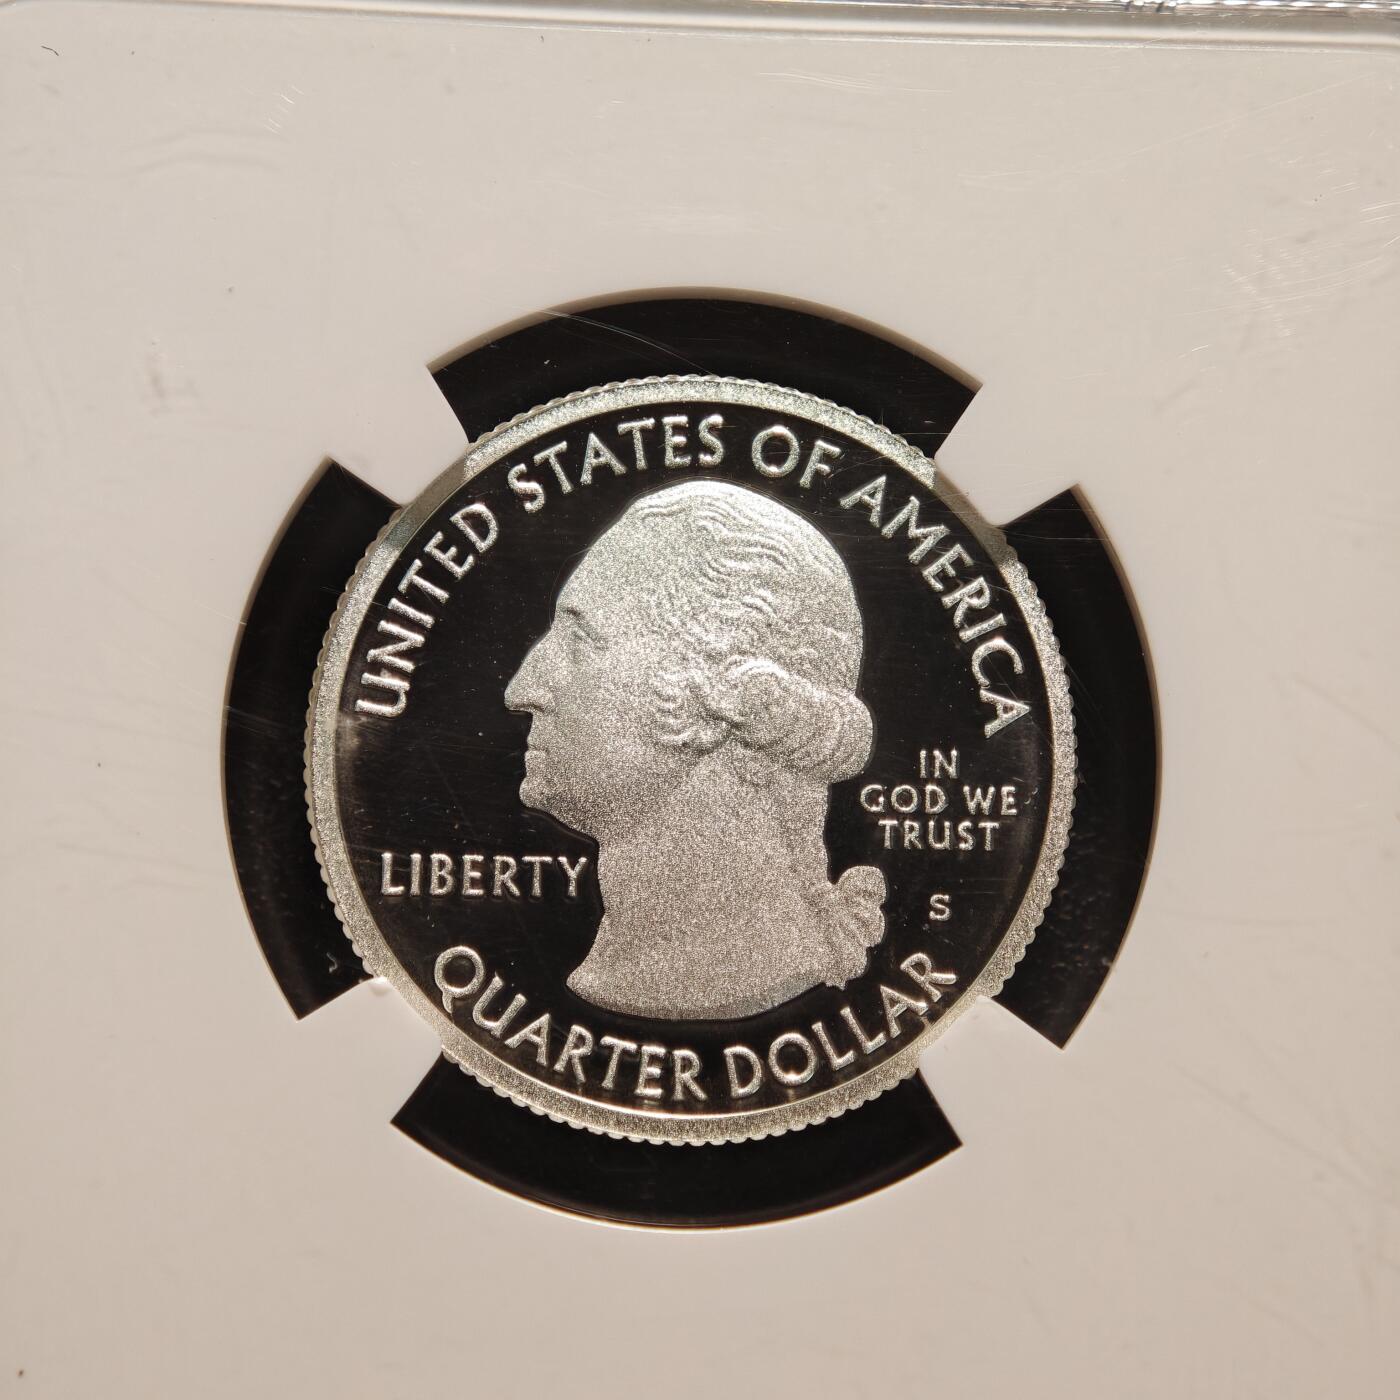 UNITED STATES OF AMERICA
LIBERTY
IN
GOD WE
TRUST
S
QUARTER DOLLAR